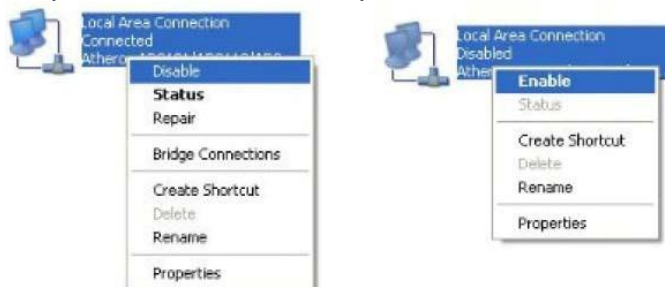 Local Area Connection
Connected
Disable
Status
Repair
Bridge Connections
Create Shortcut
Delete
Rename
Properties
Local Area Connection
Disabled
Enable
Status
Create Shortcut
Delete
Rename
Properties